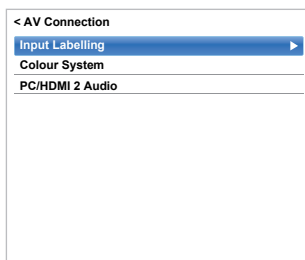 < AV Connection
Input Labelling
Colour System
PC/HDMI 2 Audio